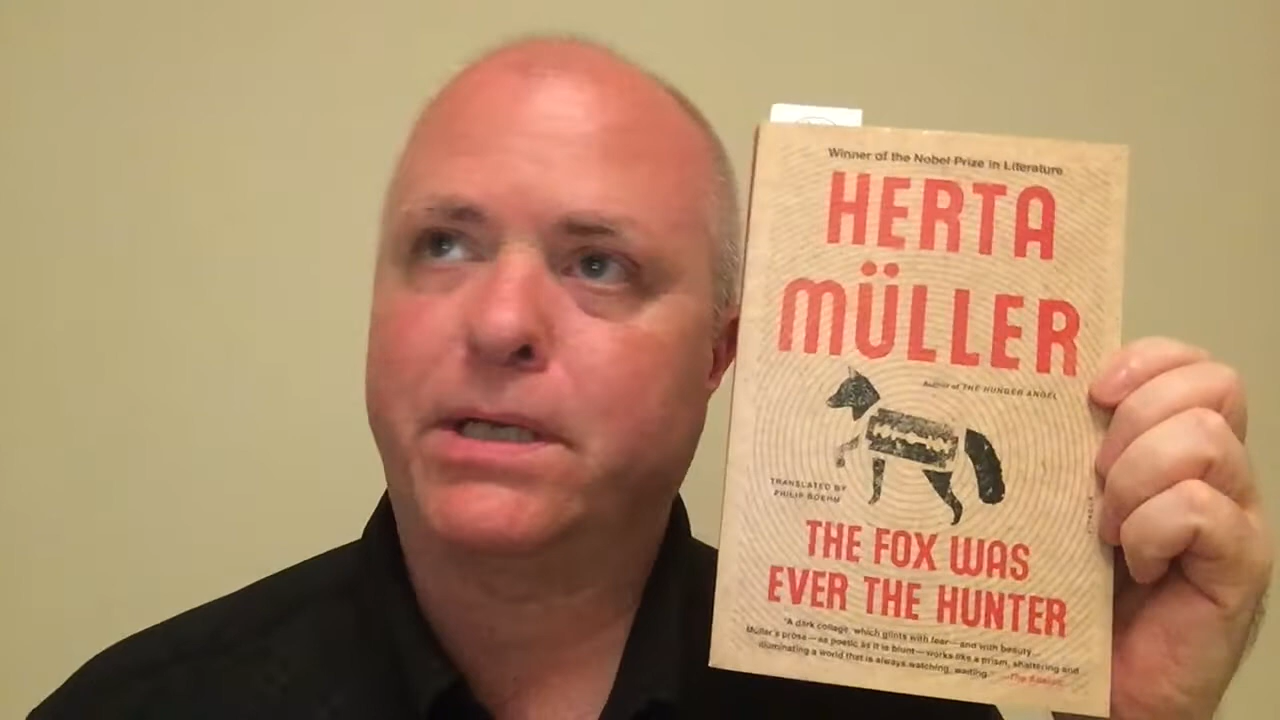 Winner of the Nobel Prize in Literature
HERTA
MÜLLER
Author of THE HUNGER ANGEL
TRANSLATED BY
PHILIP BOEHM
THE FOX WAS
EVER THE HUNTER
"A dark collage, which glints with fear—and with beauty....
Müller's prose—as poetic as it is blunt—works like a prism, shattering and
illuminating a world that is always watching, waiting."